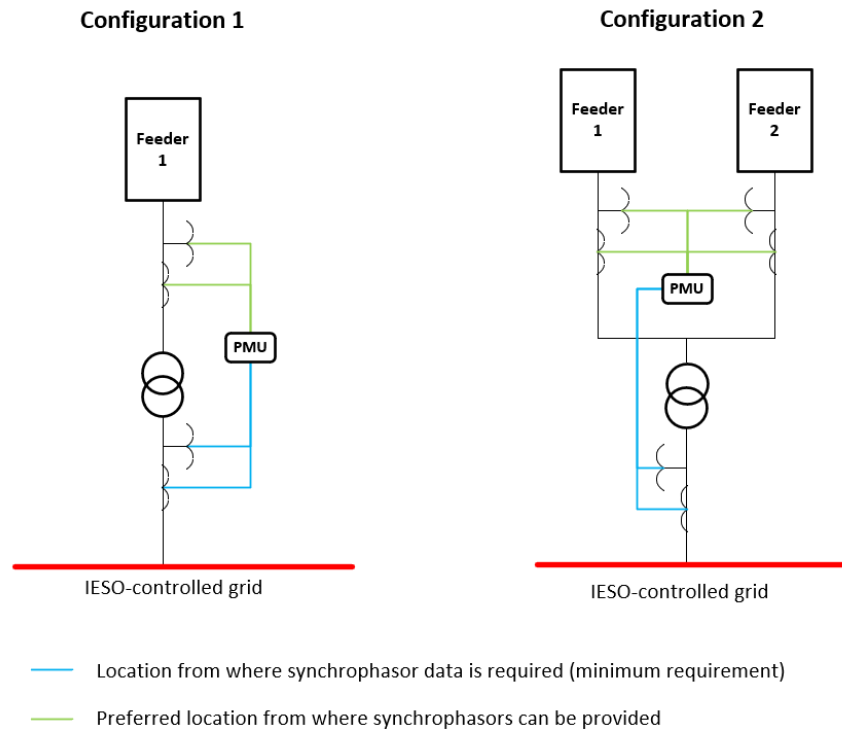 Configuration 1
Configuration 2
Feeder
1
Feeder
1
Feeder
2
PMU
PMU
IESO-controlled grid
IESO-controlled grid
Location from where synchrophasor data is required (minimum requirement)
Preferred location from where synchrophasors can be provided